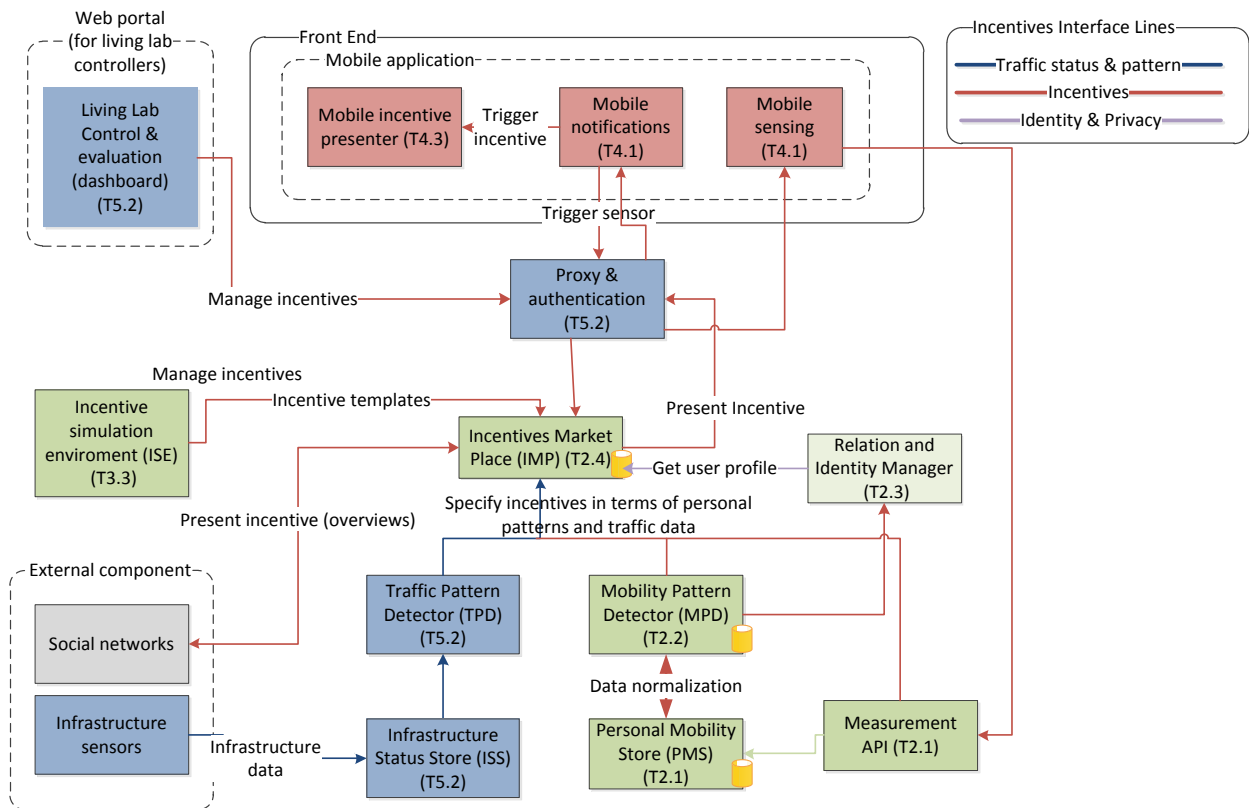 Web portal
(for living lab
controllers)
Living Lab
Control &
evaluation
(dashboard)
(T5.2)
Front End
Mobile application
Mobile incentive
presenter (T4.3)
Trigger
incentive
Mobile
notifications
(T4.1)
Mobile
sensing
(T4.1)
Incentives Interface Lines
Traffic status & pattern
Incentives
Identity & Privacy
Trigger sensor
Manage incentives
Proxy &
authentication
(T5.2)
Manage incentives
Incentive
simulation
enviroment (ISE)
(T3.3)
Incentive templates
Incentives Market
Place (IMP) (T2.4)
Present Incentive
Get user profile
Relation and
Identity Manager
(T2.3)
Present incentive (overviews)
Specify incentives in terms of personal
patterns and traffic data
External component
Social networks
Infrastructure
sensors
Infrastructure
data
Traffic Pattern
Detector (TPD)
(T5.2)
Infrastructure
Status Store (ISS)
(T5.2)
Mobility Pattern
Detector (MPD)
(T2.2)
Data normalization
Personal Mobility
Store (PMS)
(T2.1)
Measurement
API (T2.1)